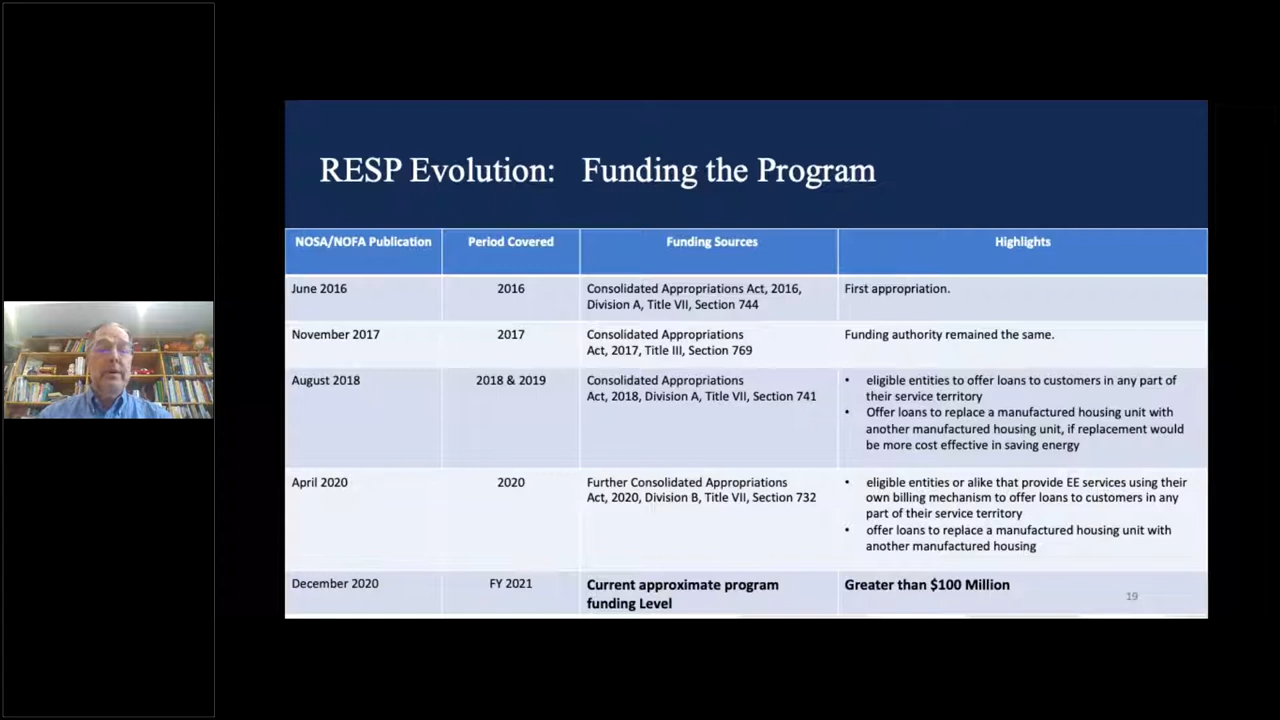 RESP Evolution: Funding the Program
NOSA/NOFA Publication
Period Covered
Funding Sources
Highlights
June 2016
2016
Consolidated Appropriations Act, 2016,
Division A, Title VII, Section 744
First appropriation.
November 2017
2017
Consolidated Appropriations
Act, 2017, Title III, Section 769
Funding authority remained the same.
August 2018
2018 & 2019
Consolidated Appropriations
Act, 2018, Division A, Title VII, Section 741
• eligible entities to offer loans to customers in any part of
their service territory
• Offer loans to replace a manufactured housing unit with
another manufactured housing unit, if replacement would
be more cost effective in saving energy
April 2020
2020
Further Consolidated Appropriations
Act, 2020, Division B, Title VII, Section 732
• eligible entities or alike that provide EE services using their
own billing mechanism to offer loans to customers in any
part of their service territory
• offer loans to replace a manufactured housing unit with
another manufactured housing
December 2020
FY 2021
Current approximate program
funding Level
Greater than $100 Million
19